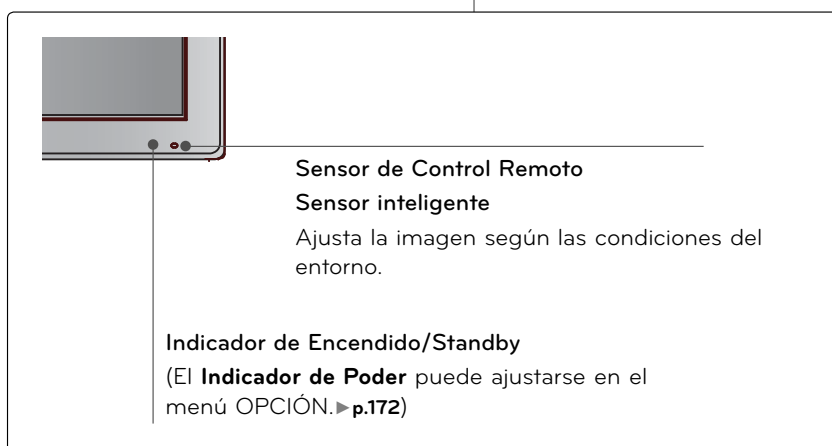 Sensor de Control Remoto
Sensor inteligente
Ajusta la imagen según las condiciones del
entorno.
Indicador de Encendido/Standby
(El Indicador de Poder puede ajustarse en el
menú OPCIÓN.►p.172)